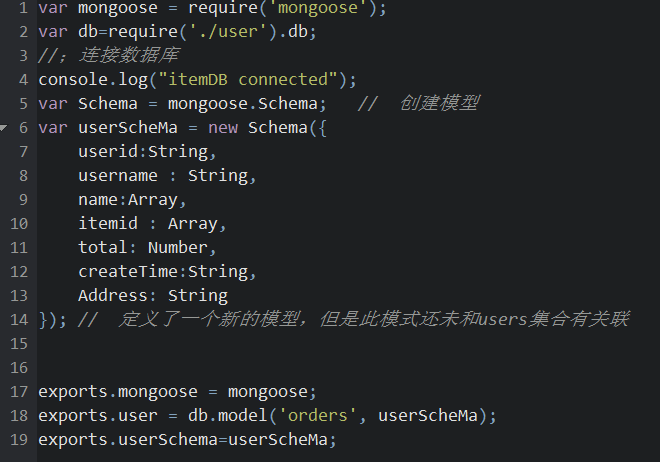 1 var mongoose = require('mongoose');
2 var db=require('./user').db;
3 //；连接数据库
4 console.log("itemDB connected");
5 var Schema = mongoose.Schema;   //  创建模型
6 var userScheMa = new Schema({
7     userid:String,
8     username : String,
9     name:Array,
10     itemid : Array,
11     total: Number,
12     createTime:String,
13     Address: String
14 }); //  定义了一个新的模型，但是此模式还未和users集合有关联
15
16
17 exports.mongoose = mongoose;
18 exports.user = db.model('orders', userScheMa);
19 exports.userSchema=userScheMa;